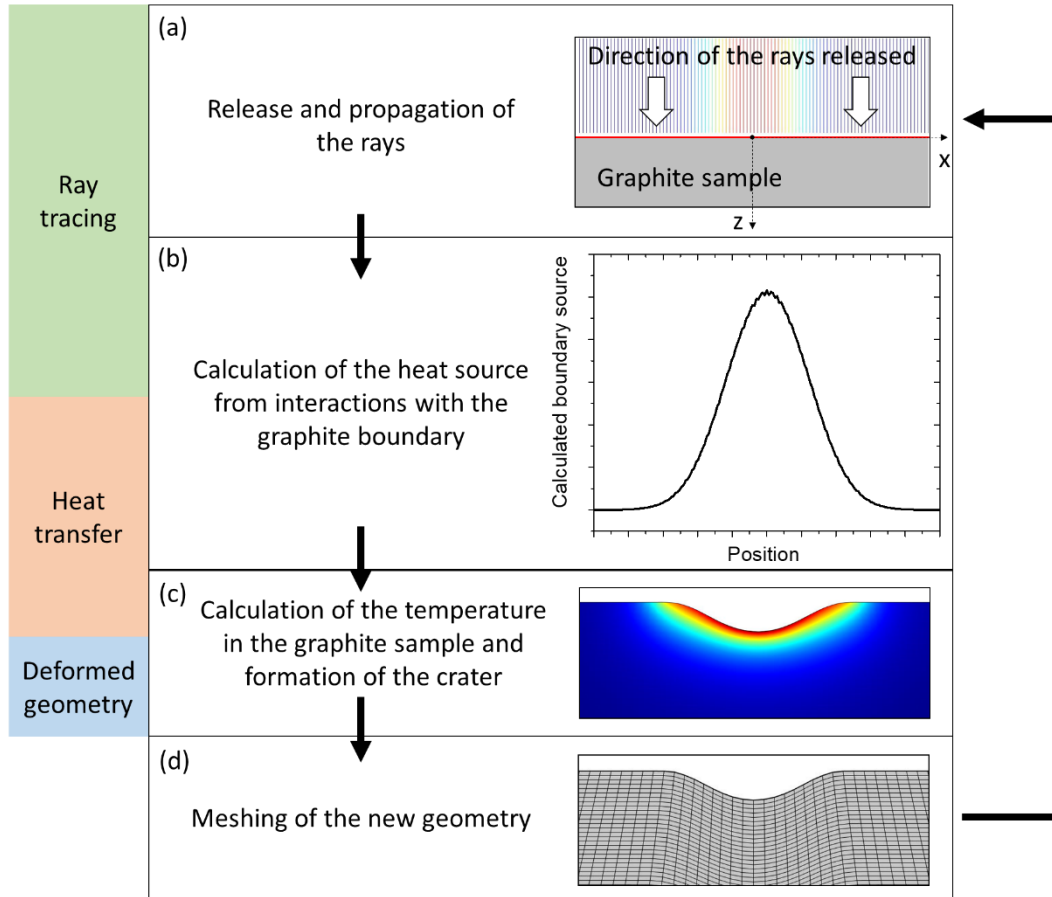 Ray
tracing
Heat
transfer
Deformed
geometry
(a)
Release and propagation of
the rays
Direction of the rays released
x
Graphite sample
z
(b)
Calculation of the heat source
from interactions with the
graphite boundary
Calculated boundary source
Position
(c)
Calculation of the temperature
in the graphite sample and
formation of the crater
(d)
Meshing of the new geometry